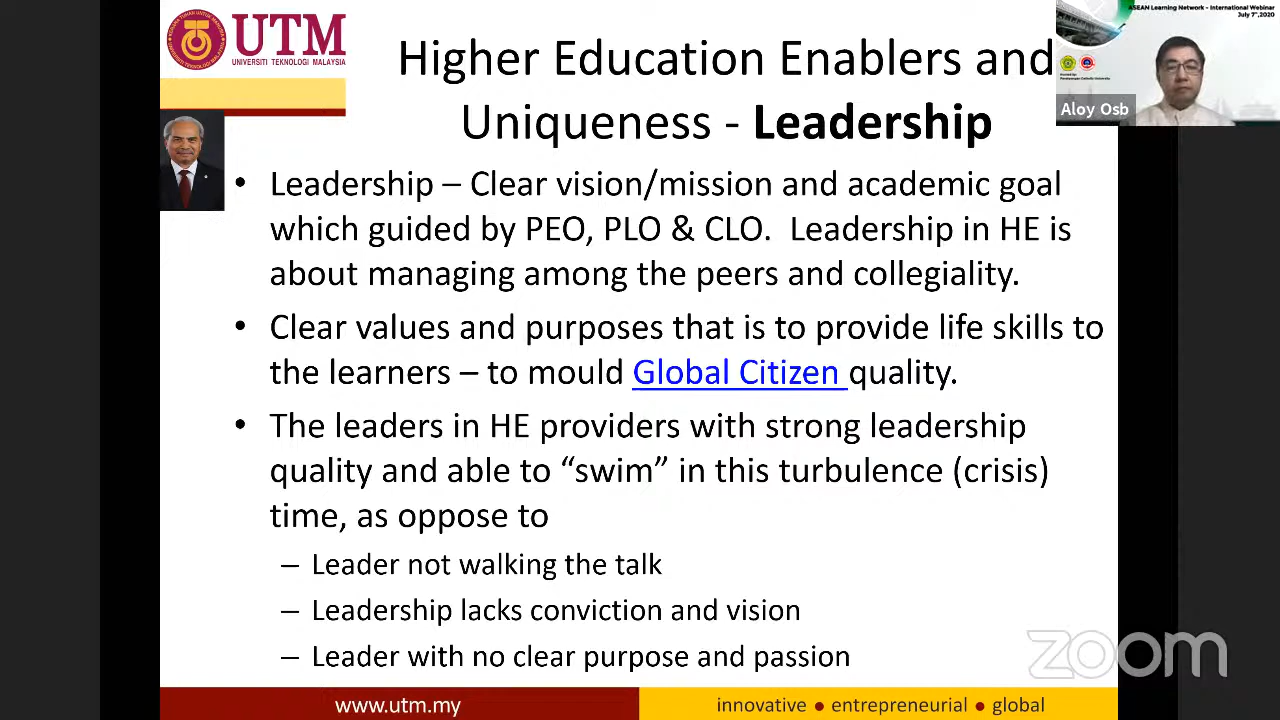 UTM
UNIVERSITI TEKNOLOGI MALAYSIA
Higher Education Enablers and
Uniqueness - Leadership
ASEAN Learning Network - International Webinar
July 7th,2020
Aloy Osb
• Leadership – Clear vision/mission and academic goal
which guided by PEO, PLO & CLO.  Leadership in HE is
about managing among the peers and collegiality.
• Clear values and purposes that is to provide life skills to
the learners – to mould Global Citizen quality.
• The leaders in HE providers with strong leadership
quality and able to “swim” in this turbulence (crisis)
time, as oppose to
– Leader not walking the talk
– Leadership lacks conviction and vision
– Leader with no clear purpose and passion
zoom
www.utm.my
innovative ● entrepreneurial ● global